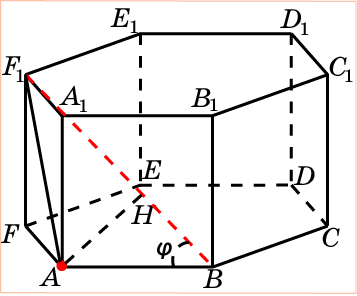 E₁ D₁
F₁ C₁
A₁ B₁
E D
H
F φ C
A B